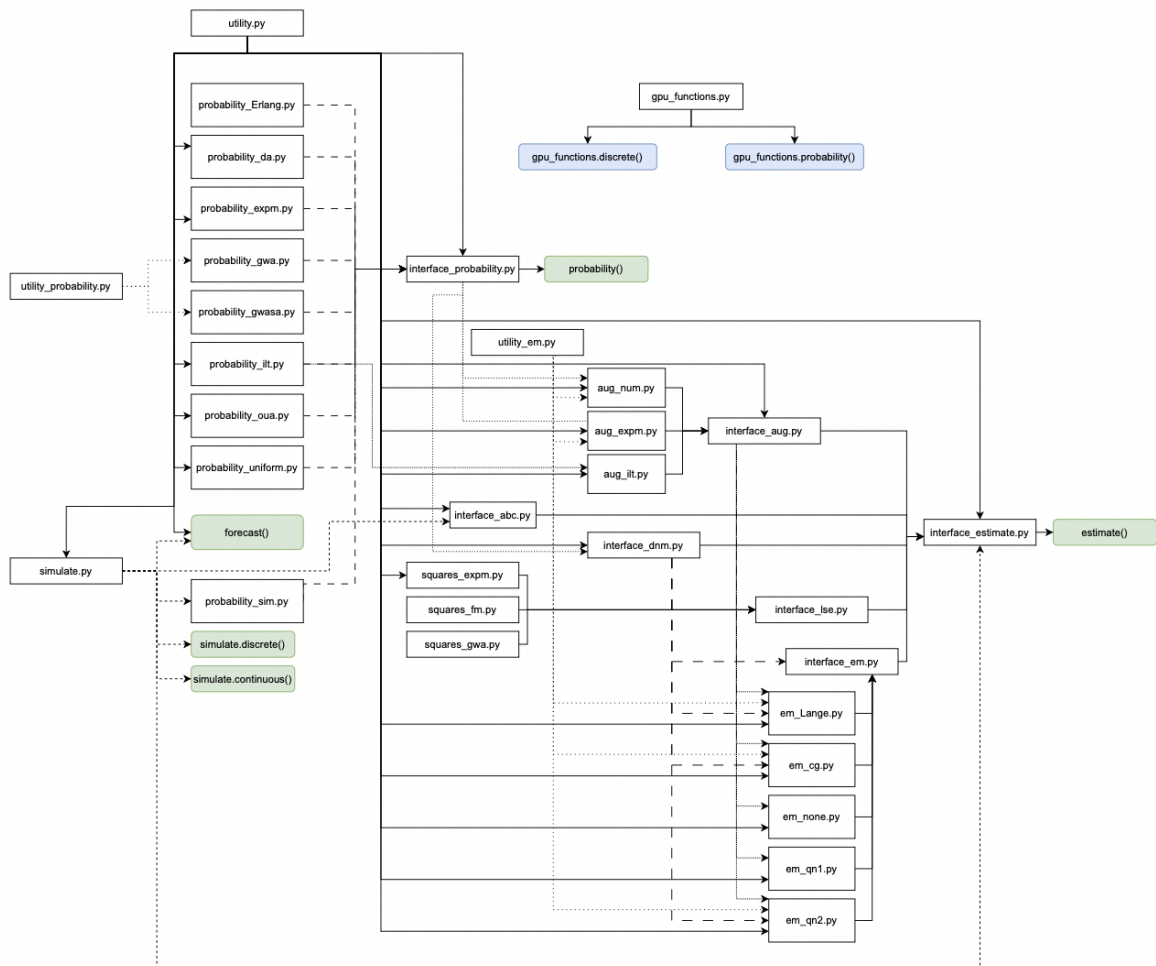 utility.py
probability_Erlang.py
gpu_functions.py
probability_da.py
gpu_functions.discrete()
gpu_functions.probability()
probability_expm.py
probability_gwa.py
interface_probability.py
probability()
utility_probability.py
probability_gwasa.py
utility_em.py
probability_ilt.py
aug_num.py
probability_oua.py
aug_expm.py
interface_aug.py
probability_uniform.py
aug_ilt.py
interface_abc.py
forecast()
interface_estimate.py
estimate()
interface_dnm.py
simulate.py
squares_expm.py
probability_sim.py
squares_fm.py
interface_lse.py
simulate.discrete()
squares_gwa.py
interface_em.py
simulate.continuous()
em_Lange.py
em_cg.py
em_none.py
em_qn1.py
em_qn2.py